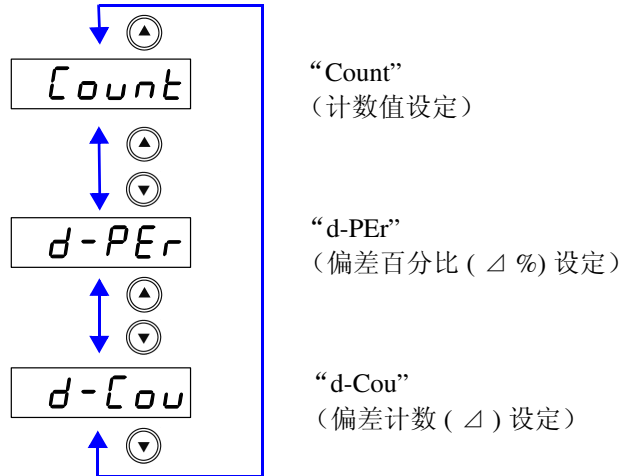 Count
“Count”
（计数值设定）
d-PEr
“d-PEr”
（偏差百分比 ( ⊿ %) 设定）
d-Cou
“d-Cou”
（偏差计数 ( ⊿ ) 设定）